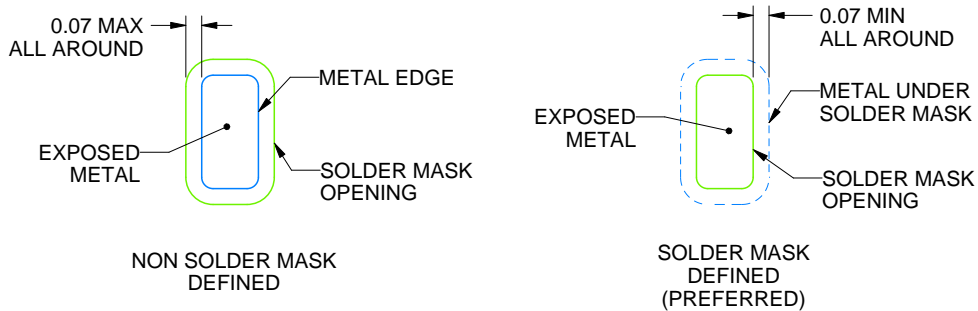 0.07 MAX
ALL AROUND
METAL EDGE
EXPOSED
METAL
SOLDER MASK
OPENING
NON SOLDER MASK
DEFINED
0.07 MIN
ALL AROUND
METAL UNDER
SOLDER MASK
EXPOSED
METAL
SOLDER MASK
OPENING
SOLDER MASK
DEFINED
(PREFERRED)